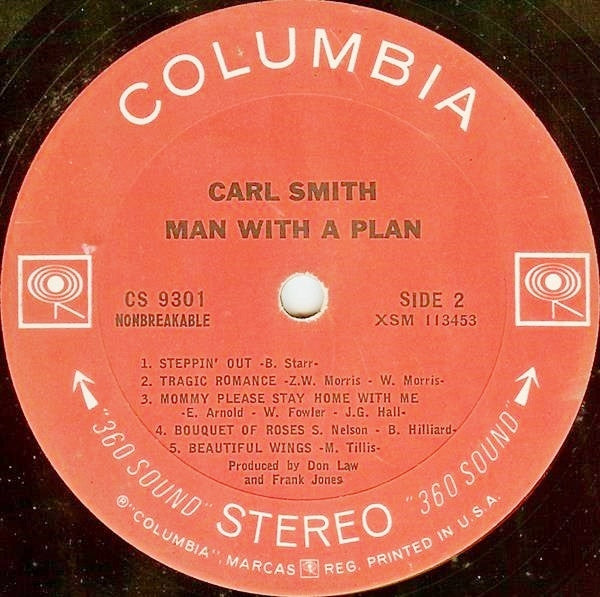 COLUMBIA
CARL SMITH
MAN WITH A PLAN
CS 9301
NONBREAKABLE
SIDE 2
XSM 113453
1. STEPPIN' OUT -B. Starr-
2. TRAGIC ROMANCE -Z.W. Morris - W. Morris-
3. MOMMY PLEASE STAY HOME WITH ME
-E. Arnold - W. Fowler - J.G. Hall-
4. BOUQUET OF ROSES S. Nelson - B. Hilliard-
5. BEAUTIFUL WINGS -M. Tillis-
Produced by Don Law
and Frank Jones
"360 SOUND" STEREO "360 SOUND"
®"COLUMBIA", MARCAS REG. PRINTED IN U.S.A.